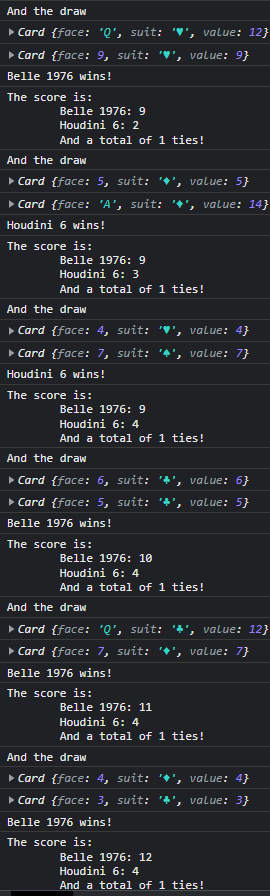 And the draw
▶ Card {face: 'Q', suit: '♥', value: 12}
▶ Card {face: 9, suit: '♥', value: 9}
Belle 1976 wins!
The score is:
Belle 1976: 9
Houdini 6: 2
And a total of 1 ties!
And the draw
▶ Card {face: 5, suit: '♦', value: 5}
▶ Card {face: 'A', suit: '♦', value: 14}
Houdini 6 wins!
The score is:
Belle 1976: 9
Houdini 6: 3
And a total of 1 ties!
And the draw
▶ Card {face: 4, suit: '♥', value: 4}
▶ Card {face: 7, suit: '♠', value: 7}
Houdini 6 wins!
The score is:
Belle 1976: 9
Houdini 6: 4
And a total of 1 ties!
And the draw
▶ Card {face: 6, suit: '♣', value: 6}
▶ Card {face: 5, suit: '♣', value: 5}
Belle 1976 wins!
The score is:
Belle 1976: 10
Houdini 6: 4
And a total of 1 ties!
And the draw
▶ Card {face: 'Q', suit: '♣', value: 12}
▶ Card {face: 7, suit: '♦', value: 7}
Belle 1976 wins!
The score is:
Belle 1976: 11
Houdini 6: 4
And a total of 1 ties!
And the draw
▶ Card {face: 4, suit: '♦', value: 4}
▶ Card {face: 3, suit: '♣', value: 3}
Belle 1976 wins!
The score is:
Belle 1976: 12
Houdini 6: 4
And a total of 1 ties!